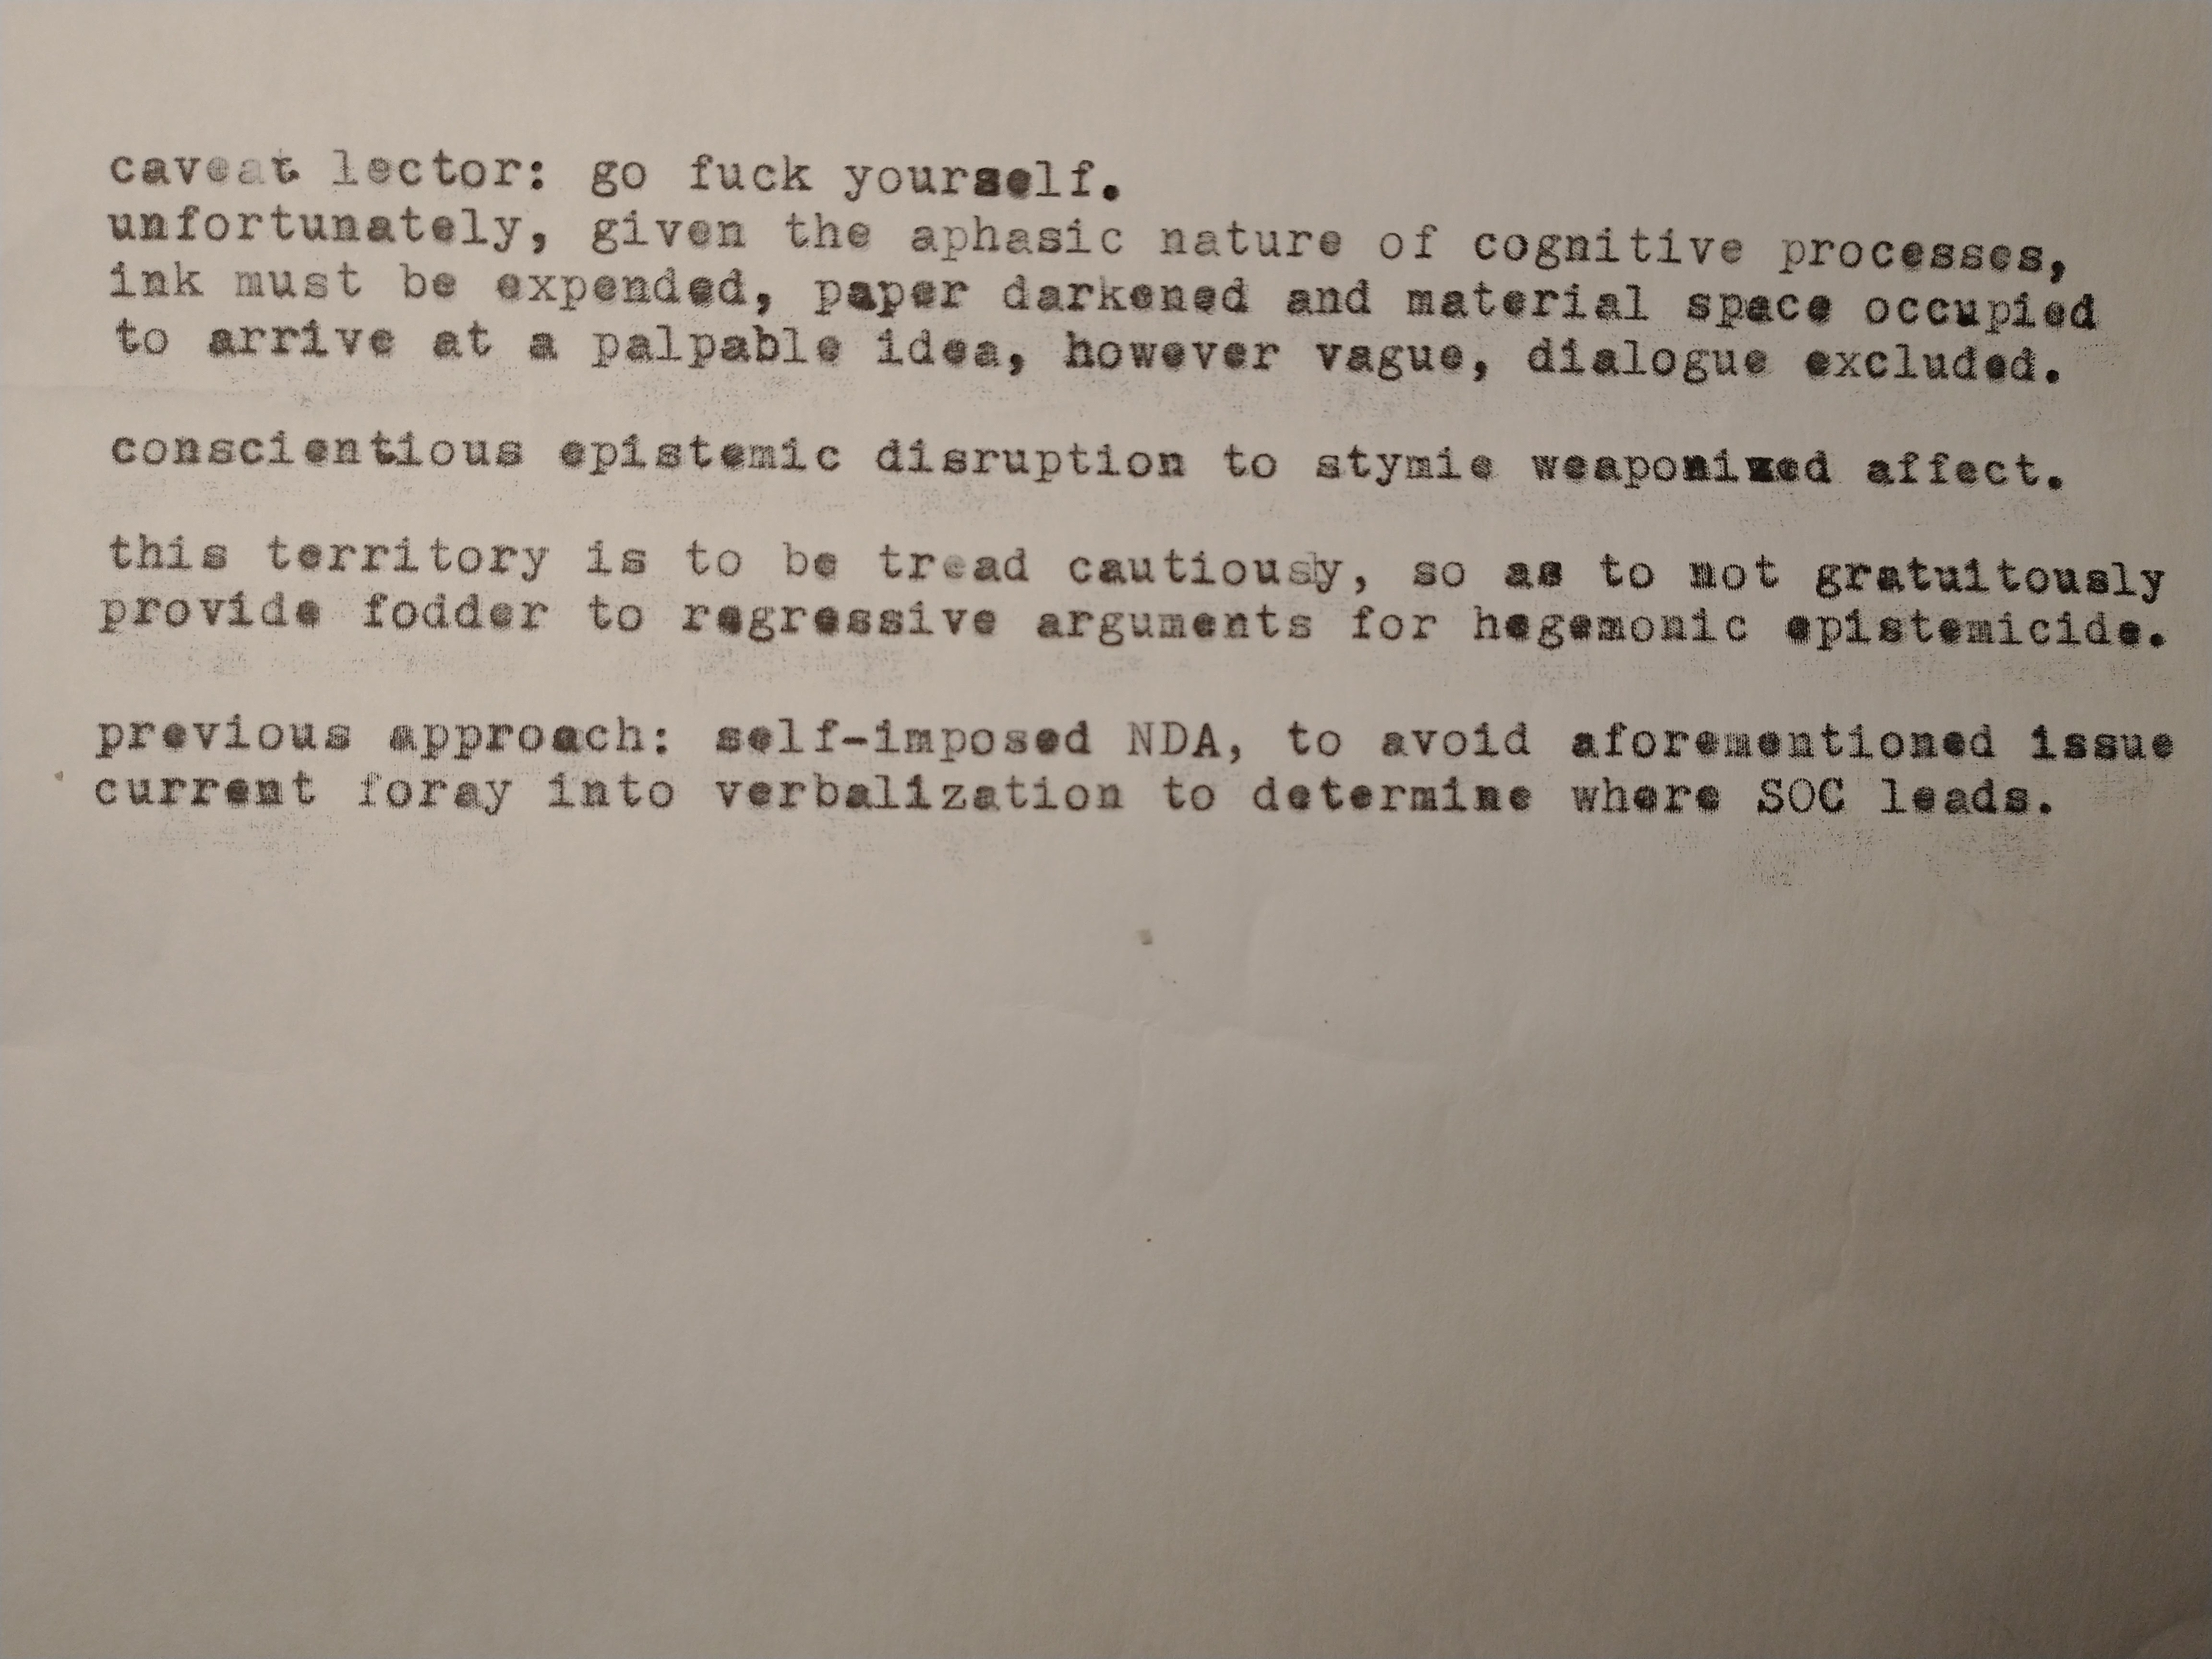 caveat lector: go fuck yourself.
unfortunately, given the aphasic nature of cognitive processes,
ink must be expended, paper darkened and material space occupied
to arrive at a palpable idea, however vague, dialogue excluded.
conscientious epistemic disruption to stymie weaponized affect.
this territory is to be tread cautiously, so as to not gratuitously
provide fodder to regressive arguments for hegemonic epistemicide.
previous approach: self-imposed NDA, to avoid aforementioned issue
current foray into verbalization to determine where SOC leads.